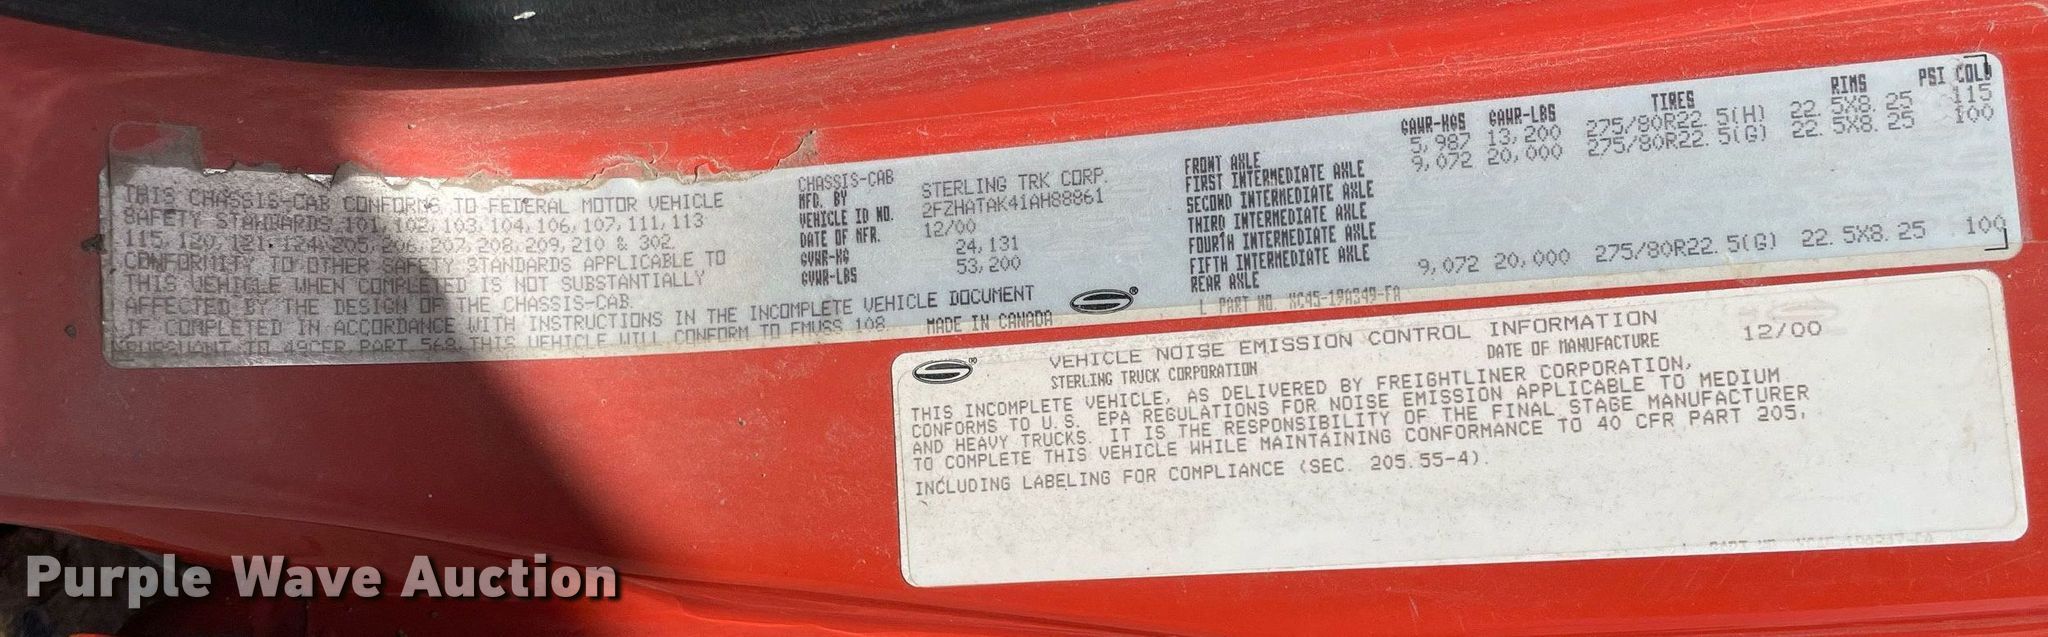 THIS CHASSIS-CAB CONFORMS TO FEDERAL MOTOR VEHICLE
SAFETY STANDARDS 101, 102, 103, 104, 106, 107, 111, 113
115, 120, 121, 124, 205, 206, 207, 208, 209, 210 & 302.
CONFORMITY TO OTHER SAFETY STANDARDS APPLICABLE TO
THIS VEHICLE WHEN COMPLETED IS NOT SUBSTANTIALLY
AFFECTED BY THE DESIGN OF THE CHASSIS-CAB.
IF COMPLETED IN ACCORDANCE WITH INSTRUCTIONS IN THE INCOMPLETE VEHICLE DOCUMENT
PURSUANT TO 49CFR PART 568, THIS VEHICLE WILL CONFORM TO FMVSS 108. MADE IN CANADA
CHASSIS-CAB
MFD. BY STERLING TRK CORP.
VEHICLE ID NO. 2FZHATAK41AH88861
DATE OF MFR. 12/00
GVWR-KG 24,131
GVWR-LBS 53,200
GAWR-KGS GAWR-LBS TIRES RIMS PSI COLD
FRONT AXLE 5,987 13,200 275/80R22.5(H) 22.5X8.25 115
FIRST INTERMEDIATE AXLE 9,072 20,000 275/80R22.5(G) 22.5X8.25 100
SECOND INTERMEDIATE AXLE
THIRD INTERMEDIATE AXLE
FOURTH INTERMEDIATE AXLE
FIFTH INTERMEDIATE AXLE
REAR AXLE 9,072 20,000 275/80R22.5(G) 22.5X8.25 100
L PART NO. XC45-19A349-FA
VEHICLE NOISE EMISSION CONTROL INFORMATION
STERLING TRUCK CORPORATION DATE OF MANUFACTURE 12/00
THIS INCOMPLETE VEHICLE, AS DELIVERED BY FREIGHTLINER CORPORATION,
CONFORMS TO U.S. EPA REGULATIONS FOR NOISE EMISSION APPLICABLE TO MEDIUM
AND HEAVY TRUCKS. IT IS THE RESPONSIBILITY OF THE FINAL STAGE MANUFACTURER
TO COMPLETE THIS VEHICLE WHILE MAINTAINING CONFORMANCE TO 40 CFR PART 205,
INCLUDING LABELING FOR COMPLIANCE (SEC. 205.55-4).
Purple Wave Auction